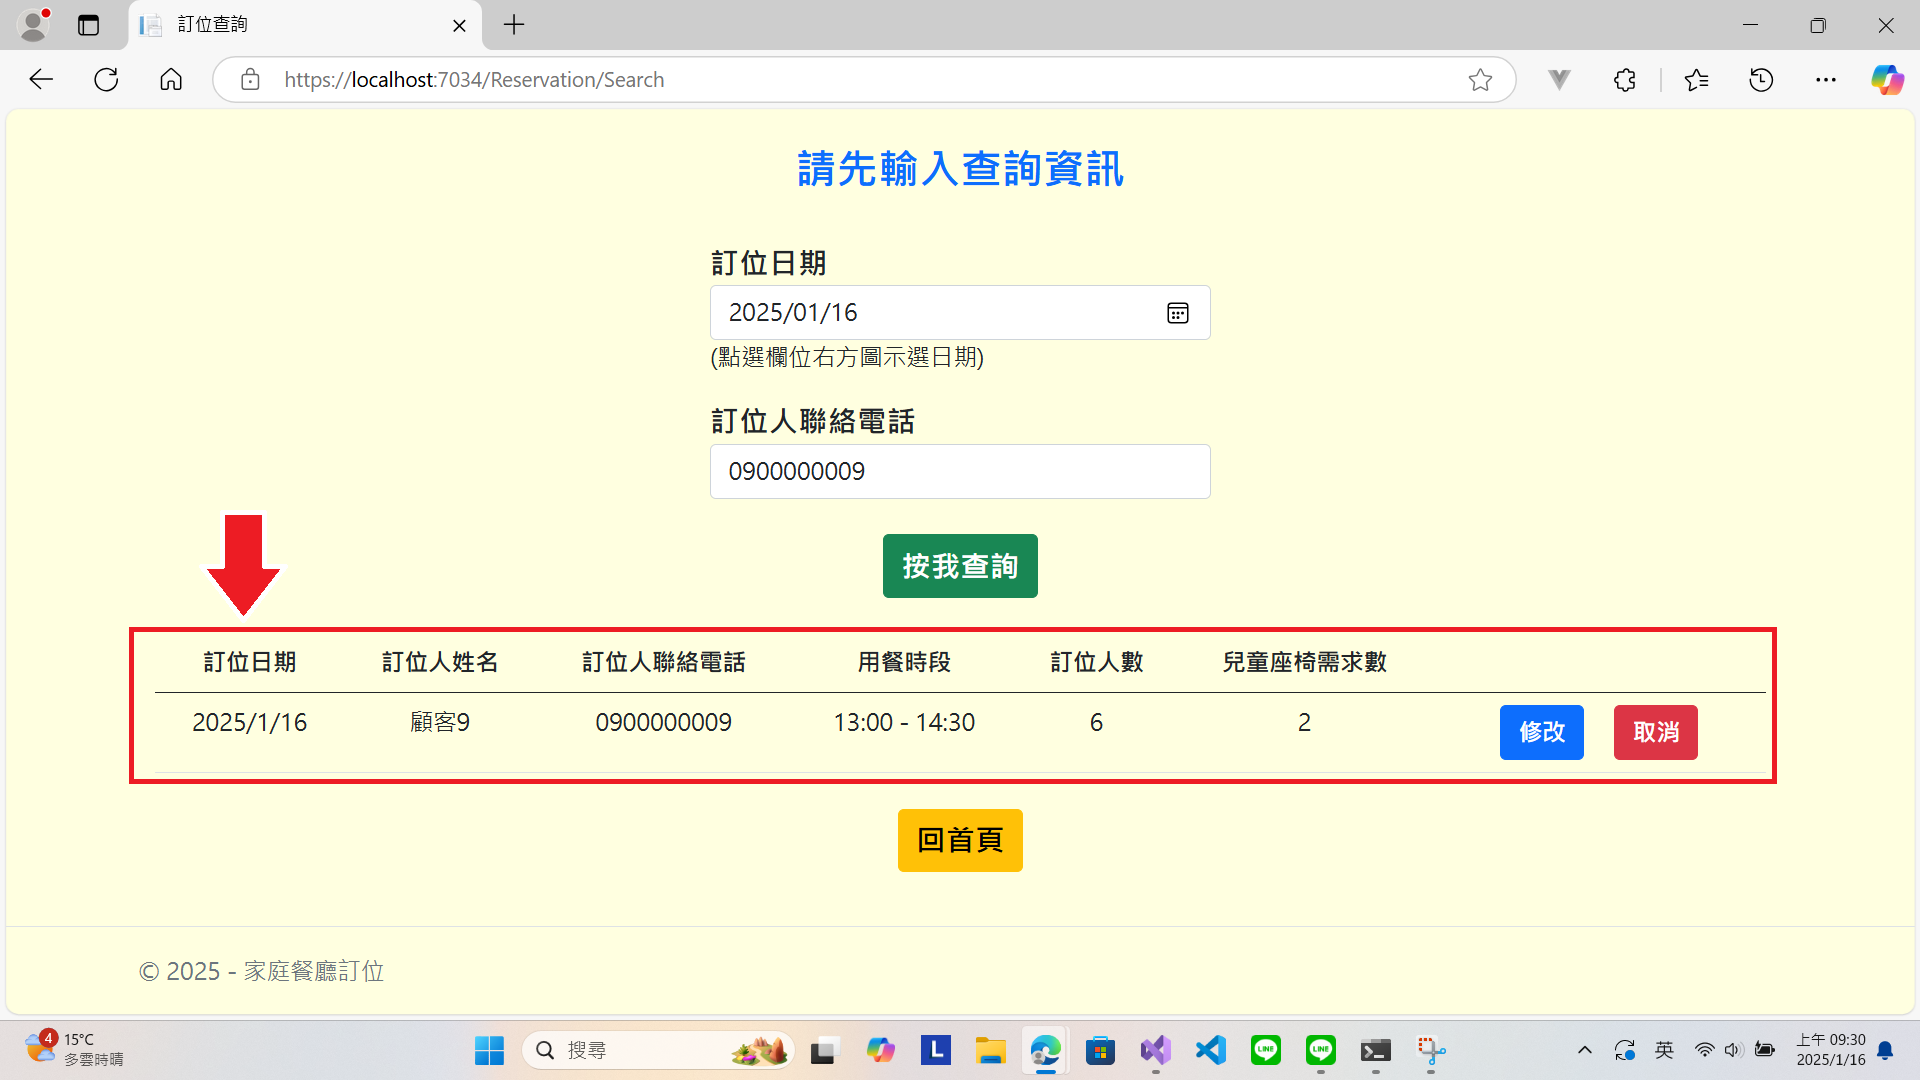 訂位查詢
https://localhost:7034/Reservation/Search
請先輸入查詢資訊
訂位日期
2025/01/16
(點選欄位右方圖示選日期)
訂位人聯絡電話
0900000009
按我查詢
訂位日期 訂位人姓名 訂位人聯絡電話 用餐時段 訂位人數 兒童座椅需求數
2025/1/16 顧客9 0900000009 13:00 - 14:30 6 2 修改 取消
回首頁
© 2025 - 家庭餐廳訂位
4
15°C
多雲時晴
搜尋
L
LINE
LINE
英
上午 09:30
2025/1/16